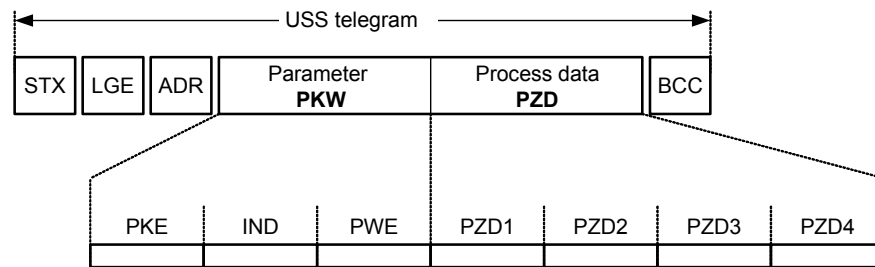 USS telegram
STX LGE ADR Parameter PKW Process data PZD BCC
PKE IND PWE PZD1 PZD2 PZD3 PZD4